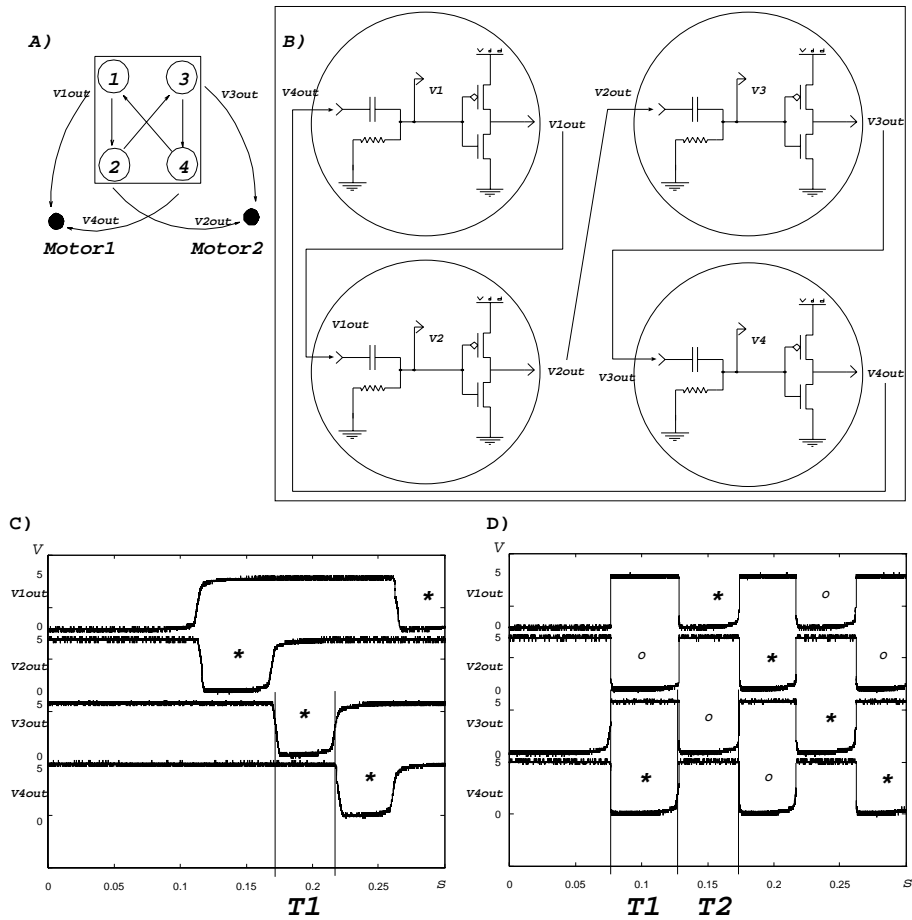 A)
1 3
2 4
V1out V3out
V4out V2out
Motor1 Motor2
B)
Vdd Vdd
V4out V1 V2out V3
V1out V3out
Vdd Vdd
V1out V2 V3out V4
V2out V4out
C)
V
5
V1out
0
5
V2out
0
5
V3out
0
5
V4out
0
* * * *
0 0.05 0.1 0.15 0.2 0.25 s
T1
D)
V
5
V1out
0
5
V2out
0
5
V3out
0
5
V4out
0
* o
o * o
o *
* o *
0 0.05 0.1 0.15 0.2 0.25 s
T1 T2